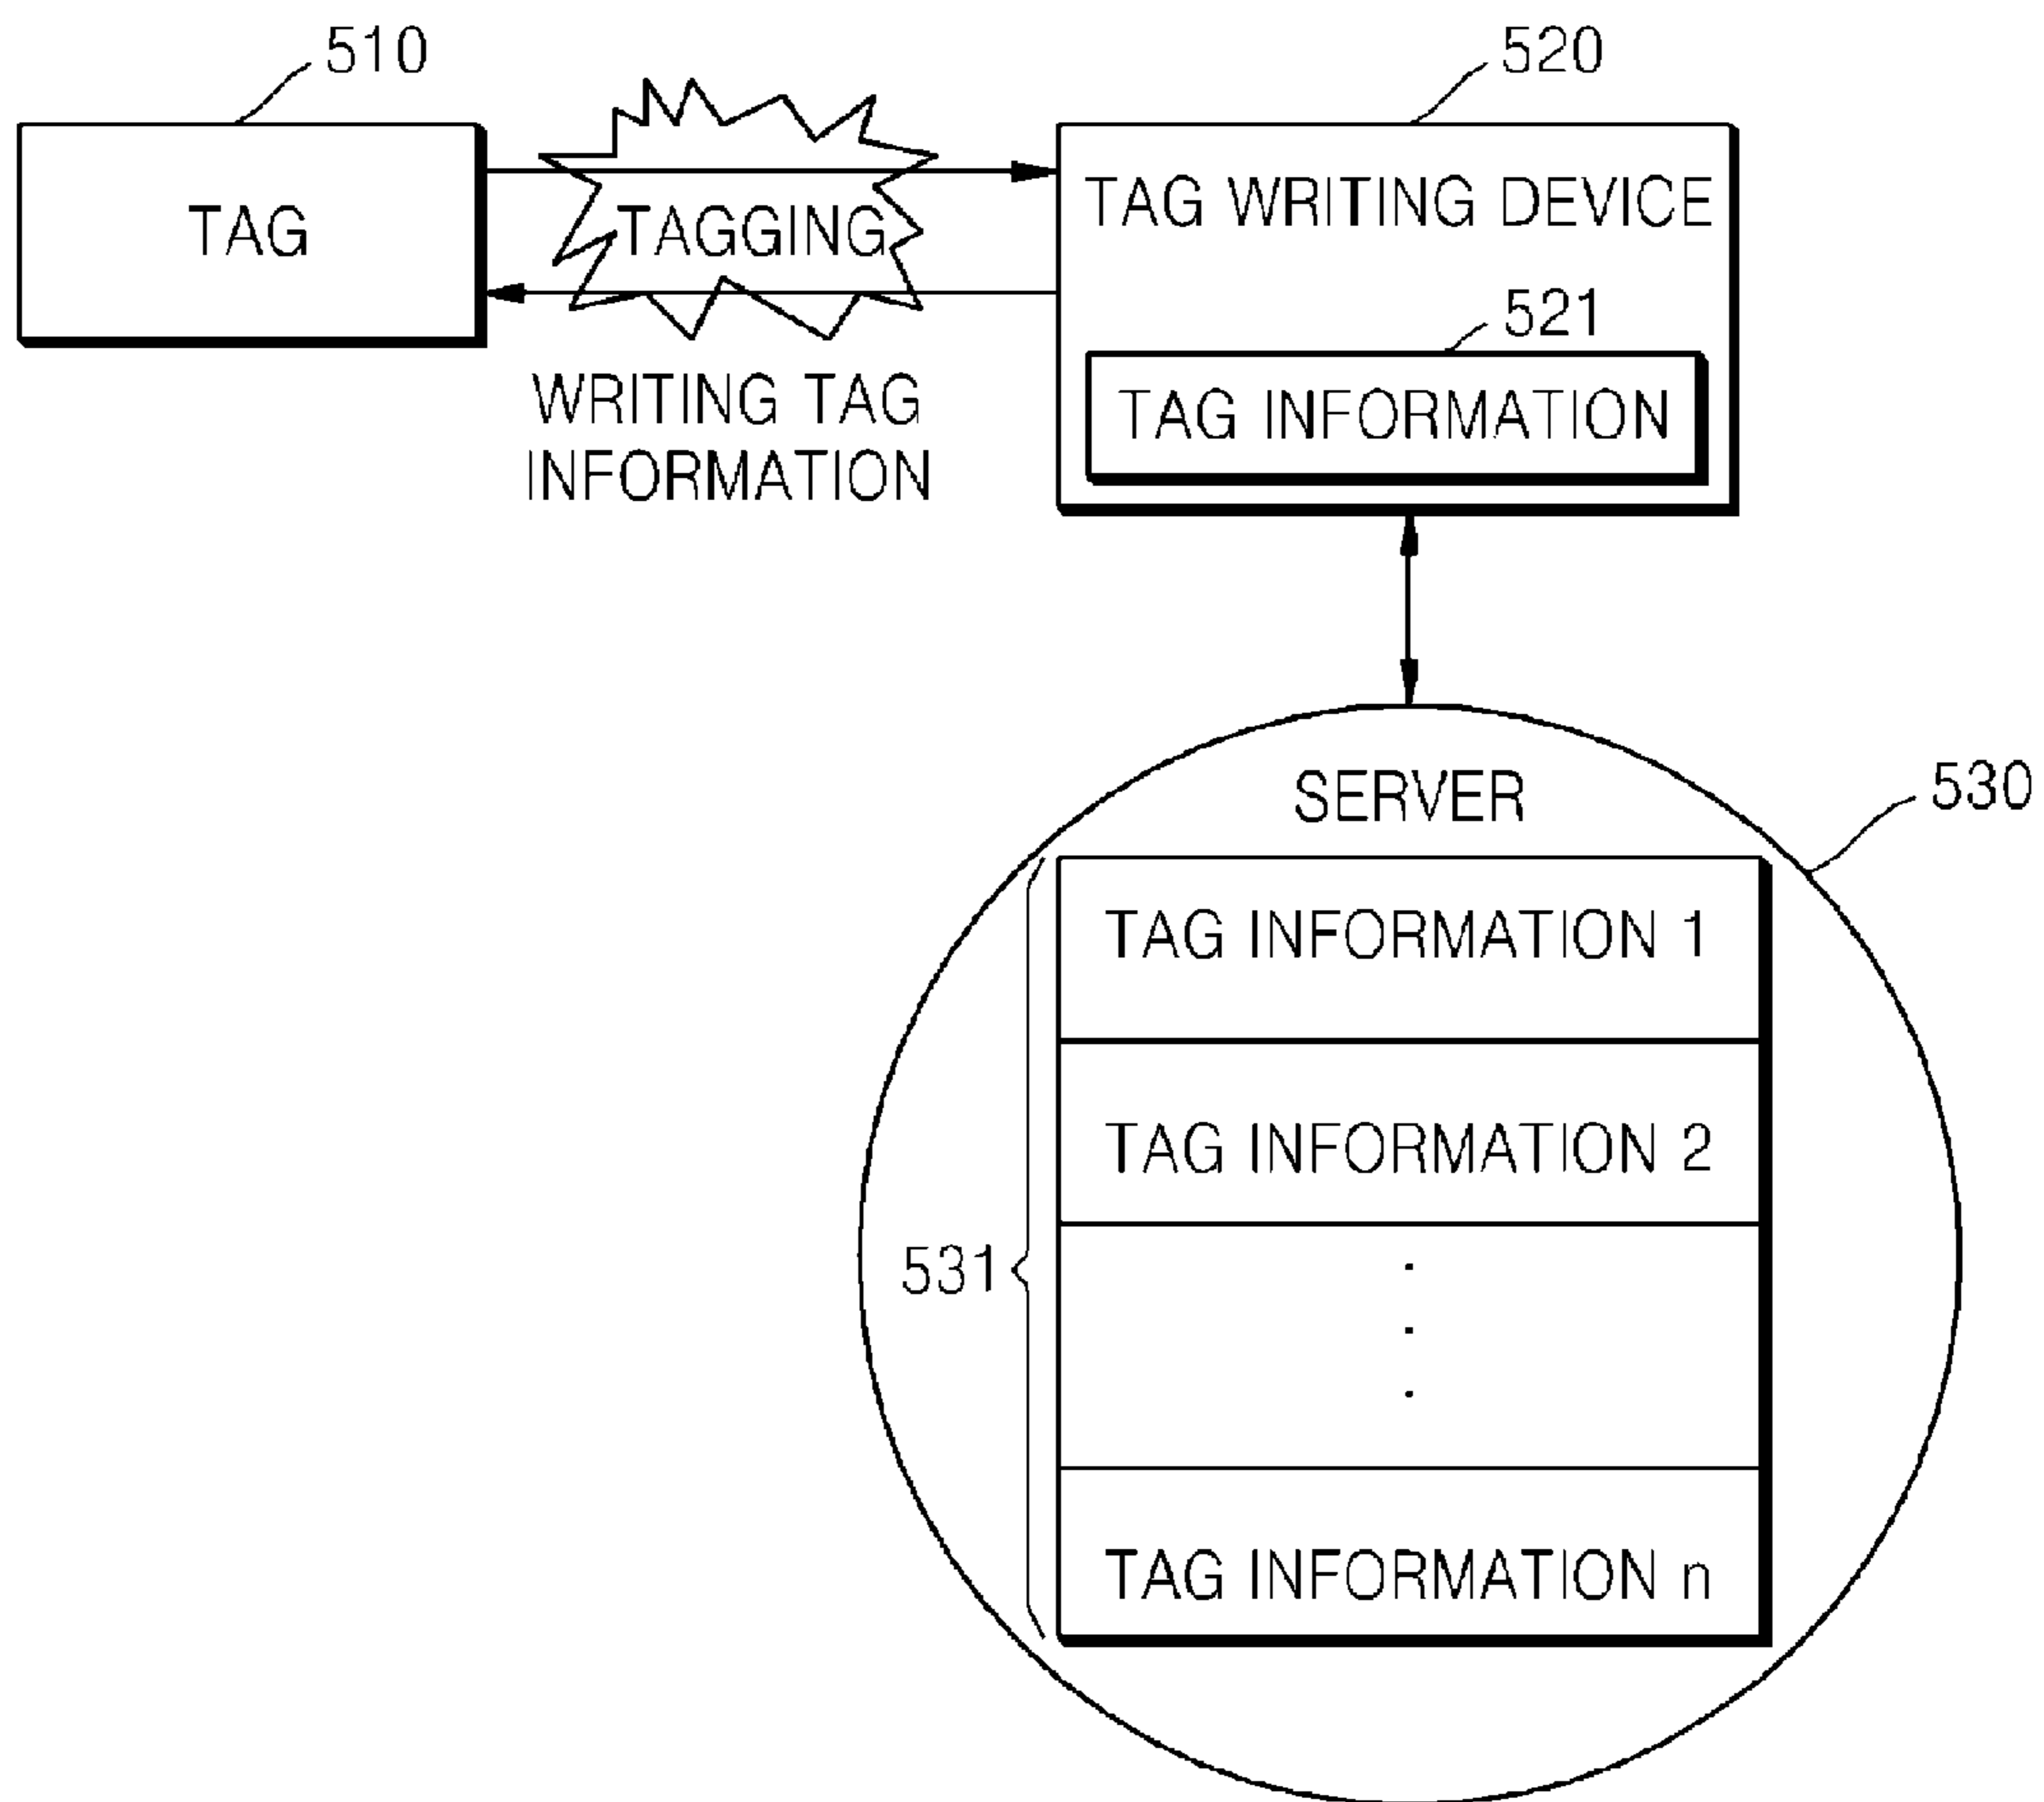 510
520
TAG
TAGGING
TAG WRITING DEVICE
521
TAG INFORMATION
WRITING TAG
INFORMATION
SERVER
530
TAG INFORMATION 1
TAG INFORMATION 2
531
.
.
.
TAG INFORMATION n